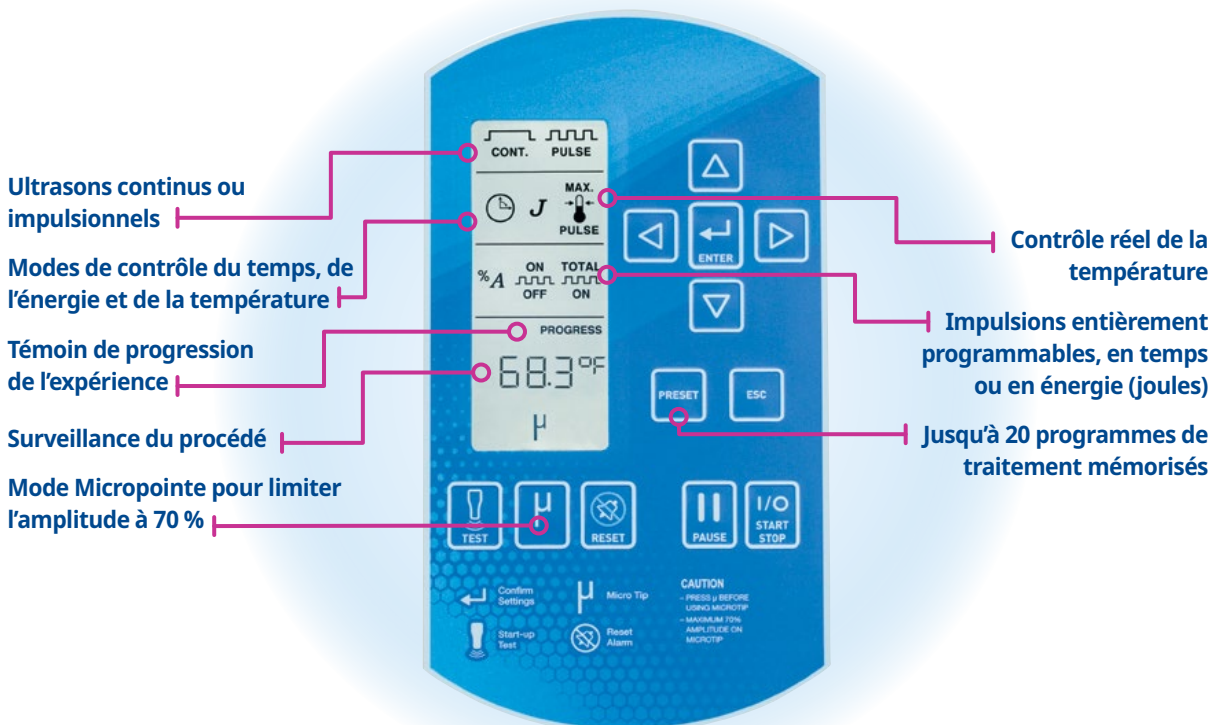 Ultrasons continus ou
impulsionnels
Modes de contrôle du temps, de
l'énergie et de la température
Témoin de progression
de l'expérience
Surveillance du procédé
Mode Micropointe pour limiter
l'amplitude à 70 %
CONT. PULSE
J MAX.
PULSE
%A ON TOTAL
OFF ON
PROGRESS
68.3°F
µ
ENTER
PRESET ESC
TEST µ RESET PAUSE I/O
START
STOP
Confirm
Settings
µ Micro Tip
Start-up
Test
Reset
Alarm
CAUTION
– PRESS µ BEFORE
USING MICROTIP
– MAXIMUM 70%
AMPLITUDE ON
MICROTIP
Contrôle réel de la
température
Impulsions entièrement
programmables, en temps
ou en énergie (joules)
Jusqu'à 20 programmes de
traitement mémorisés